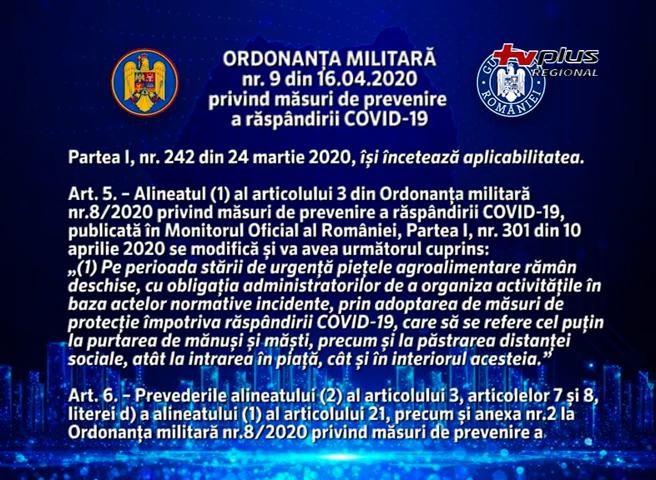 ORDONANȚA MILITARĂ
nr. 9 din 16.04.2020
privind măsuri de prevenire
a răspândirii COVID-19
tvplus
REGIONAL
GU
ROMÂNIEI
Partea I, nr. 242 din 24 martie 2020, își încetează aplicabilitatea.
Art. 5. – Alineatul (1) al articolului 3 din Ordonanța militară
nr.8/2020 privind măsuri de prevenire a răspândirii COVID-19,
publicată în Monitorul Oficial al României, Partea I, nr. 301 din 10
aprilie 2020 se modifică și va avea următorul cuprins:
„(1) Pe perioada stării de urgență piețele agroalimentare rămân
deschise, cu obligația administratorilor de a organiza activitățile în
baza actelor normative incidente, prin adoptarea de măsuri de
protecție împotriva răspândirii COVID-19, care să se refere cel puțin
la purtarea de mănuși și măști, precum și la păstrarea distanței
sociale, atât la intrarea în piață, cât și în interiorul acesteia.”
Art. 6. – Prevederile alineatului (2) al articolului 3, articolelor 7 și 8,
literei d) a alineatului (1) al articolului 21, precum și anexa nr.2 la
Ordonanța militară nr.8/2020 privind măsuri de prevenire a